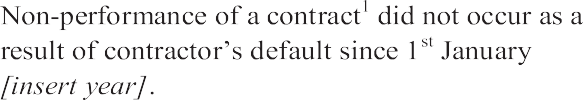 Non-performance of a contract¹ did not occur as a
result of contractor’s default since 1ˢᵗ January
[insert year].